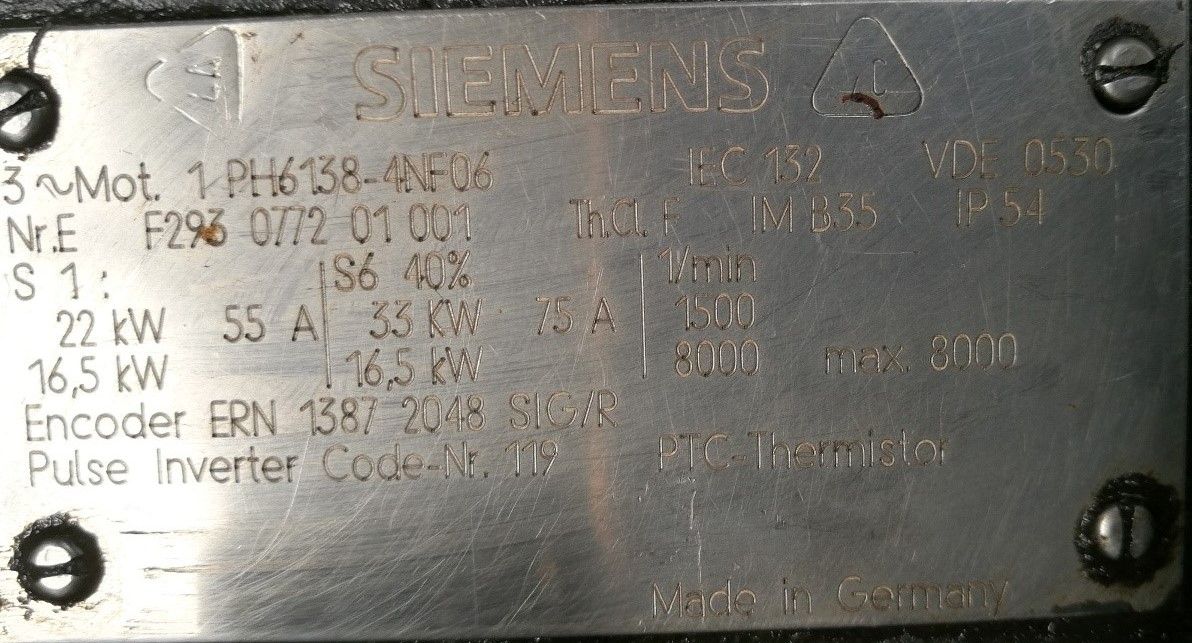 SIEMENS
3 ~ Mot. 1 PH6138-4NF06 IEC 132 VDE 0530
Nr.E F293 0772 01 001 Th.Cl. F IM B35 IP 54
S 1 : S6 40% 1/min
22 kW 55 A 33 KW 75 A 1500
16,5 kW 16,5 kW 8000 max. 8000
Encoder ERN 1387 2048 SIG/R
Pulse Inverter Code-Nr. 119 PTC-Thermistor
Made in Germany